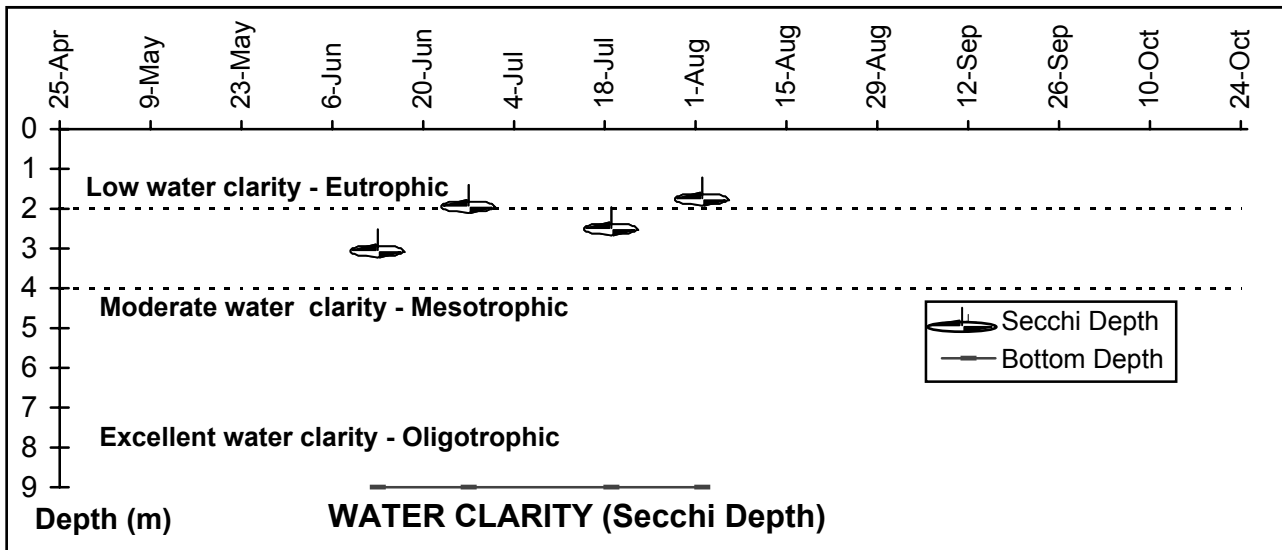 25-Apr 9-May 23-May 6-Jun 20-Jun 4-Jul 18-Jul 1-Aug 15-Aug 29-Aug 12-Sep 26-Sep 10-Oct 24-Oct
0
1
Low water clarity - Eutrophic
2
3
4
Moderate water clarity - Mesotrophic
5
Secchi Depth
6
Bottom Depth
7
Excellent water clarity - Oligotrophic
8
9
Depth (m)
WATER CLARITY (Secchi Depth)